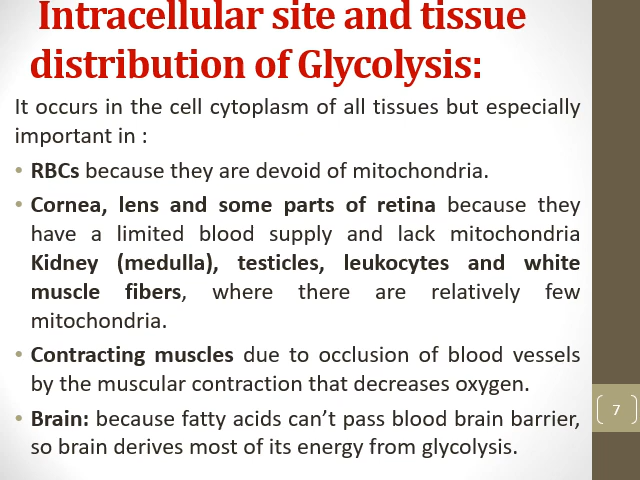 Intracellular site and tissue
distribution of Glycolysis:
It occurs in the cell cytoplasm of all tissues but especially
important in :
• RBCs because they are devoid of mitochondria.
• Cornea, lens and some parts of retina because they
have a limited blood supply and lack mitochondria
Kidney (medulla), testicles, leukocytes and white
muscle fibers, where there are relatively few
mitochondria.
• Contracting muscles due to occlusion of blood vessels
by the muscular contraction that decreases oxygen.
• Brain: because fatty acids can’t pass blood brain barrier,
so brain derives most of its energy from glycolysis.
7